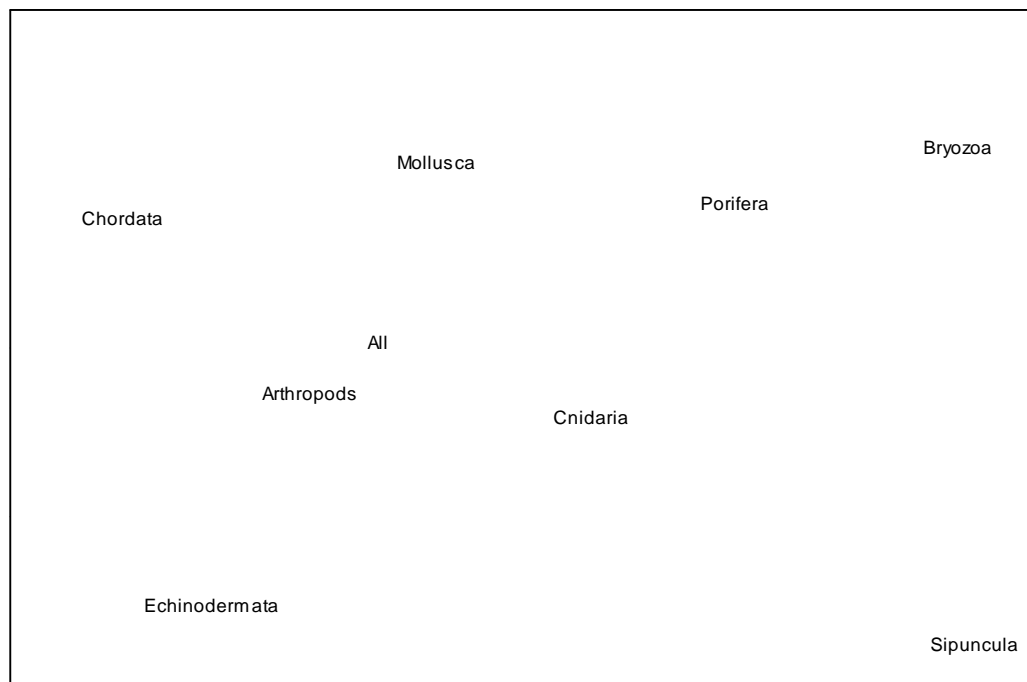 Bryozoa
Mollusca
Porifera
Chordata
All
Arthropods
Cnidaria
Echinodermata
Sipuncula